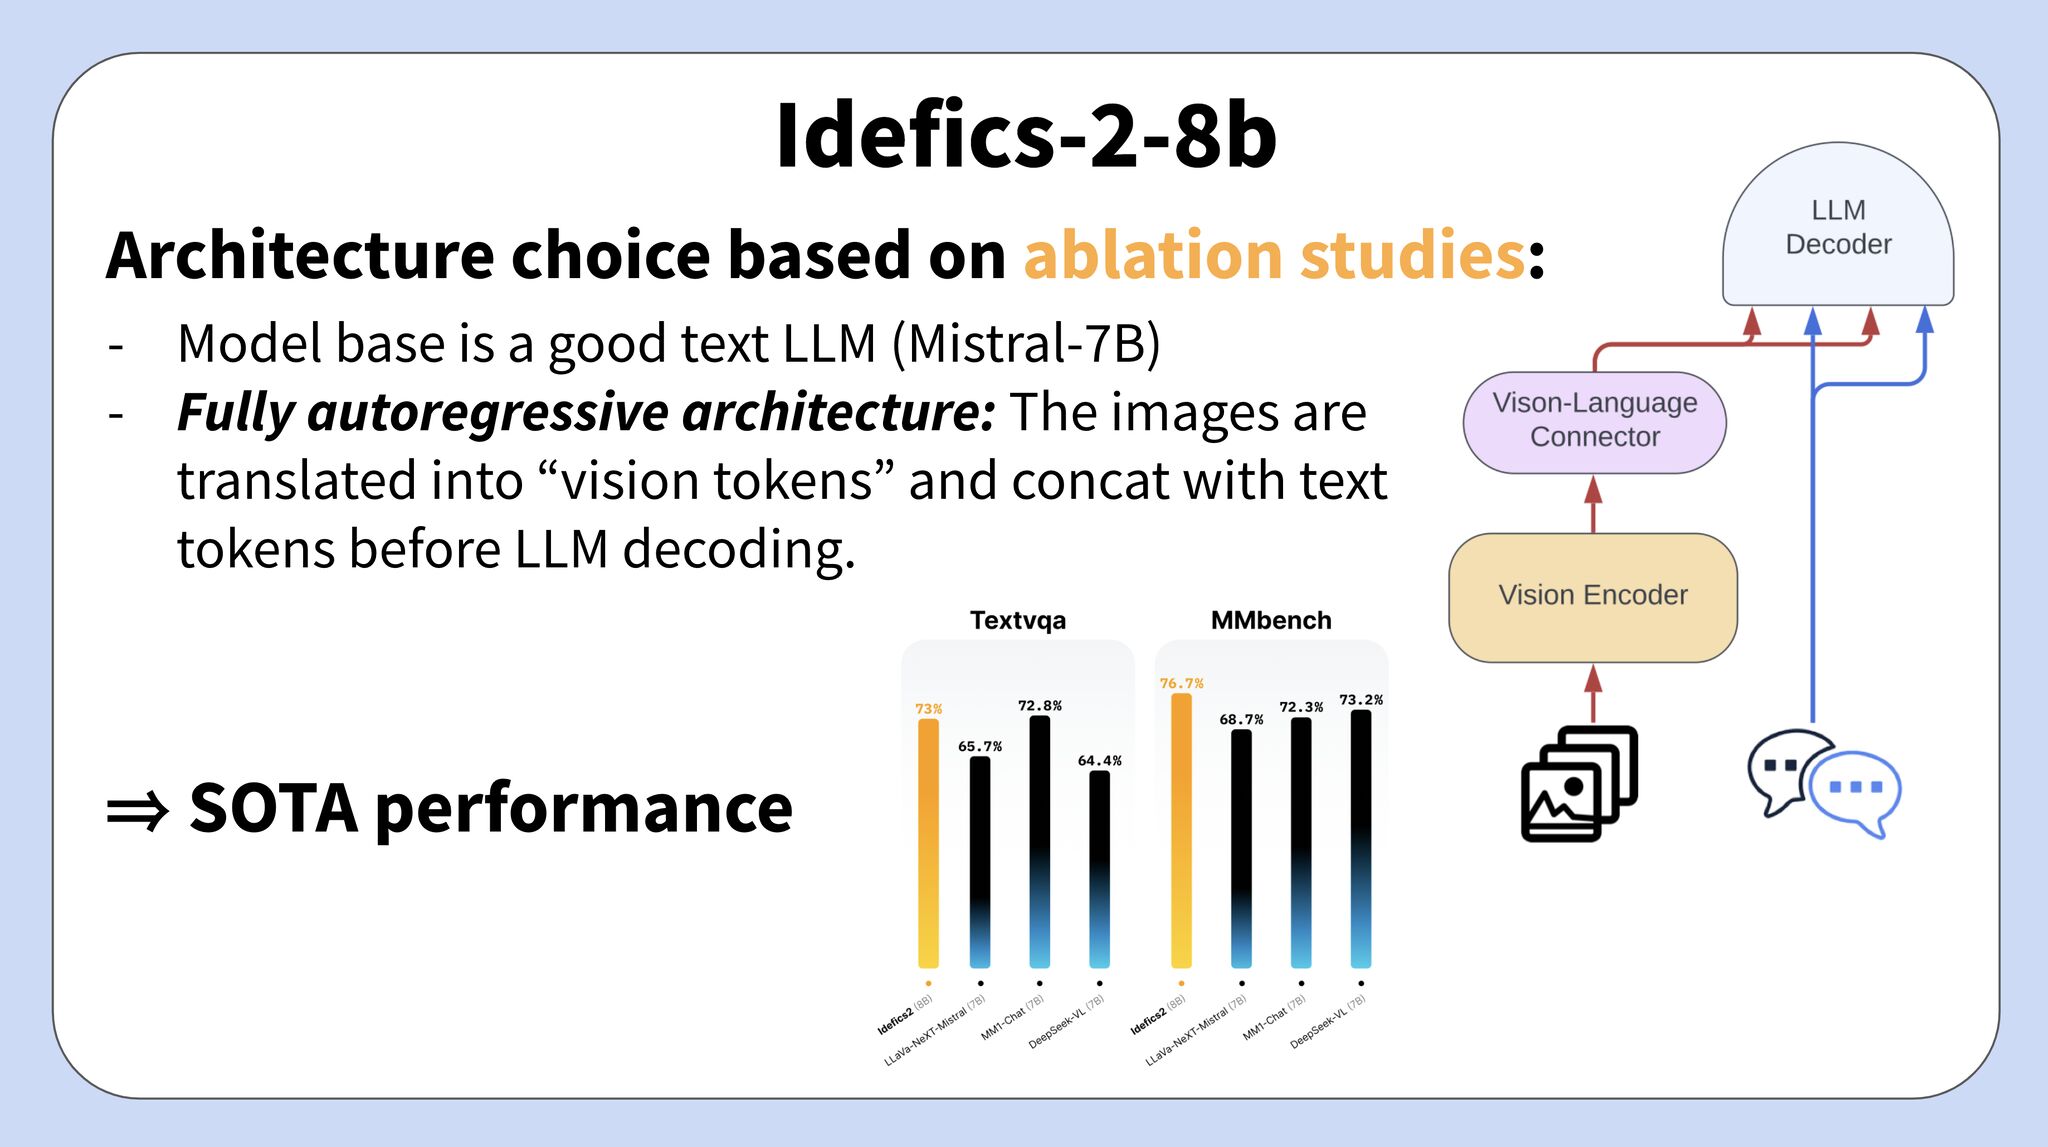 Idefics-2-8b
Architecture choice based on ablation studies:
- Model base is a good text LLM (Mistral-7B)
- Fully autoregressive architecture: The images are
translated into “vision tokens” and concat with text
tokens before LLM decoding.
⇒ SOTA performance
Textvqa
73%
65.7%
72.8%
64.4%
Idefics2 (8B)
LLaVa-NeXT-Mistral (7B)
MM1-Chat (7B)
DeepSeek-VL (7B)
MMbench
76.7%
68.7%
72.3%
73.2%
Idefics2 (8B)
LLaVa-NeXT-Mistral (7B)
MM1-Chat (7B)
DeepSeek-VL (7B)
LLM
Decoder
Vison-Language
Connector
Vision Encoder